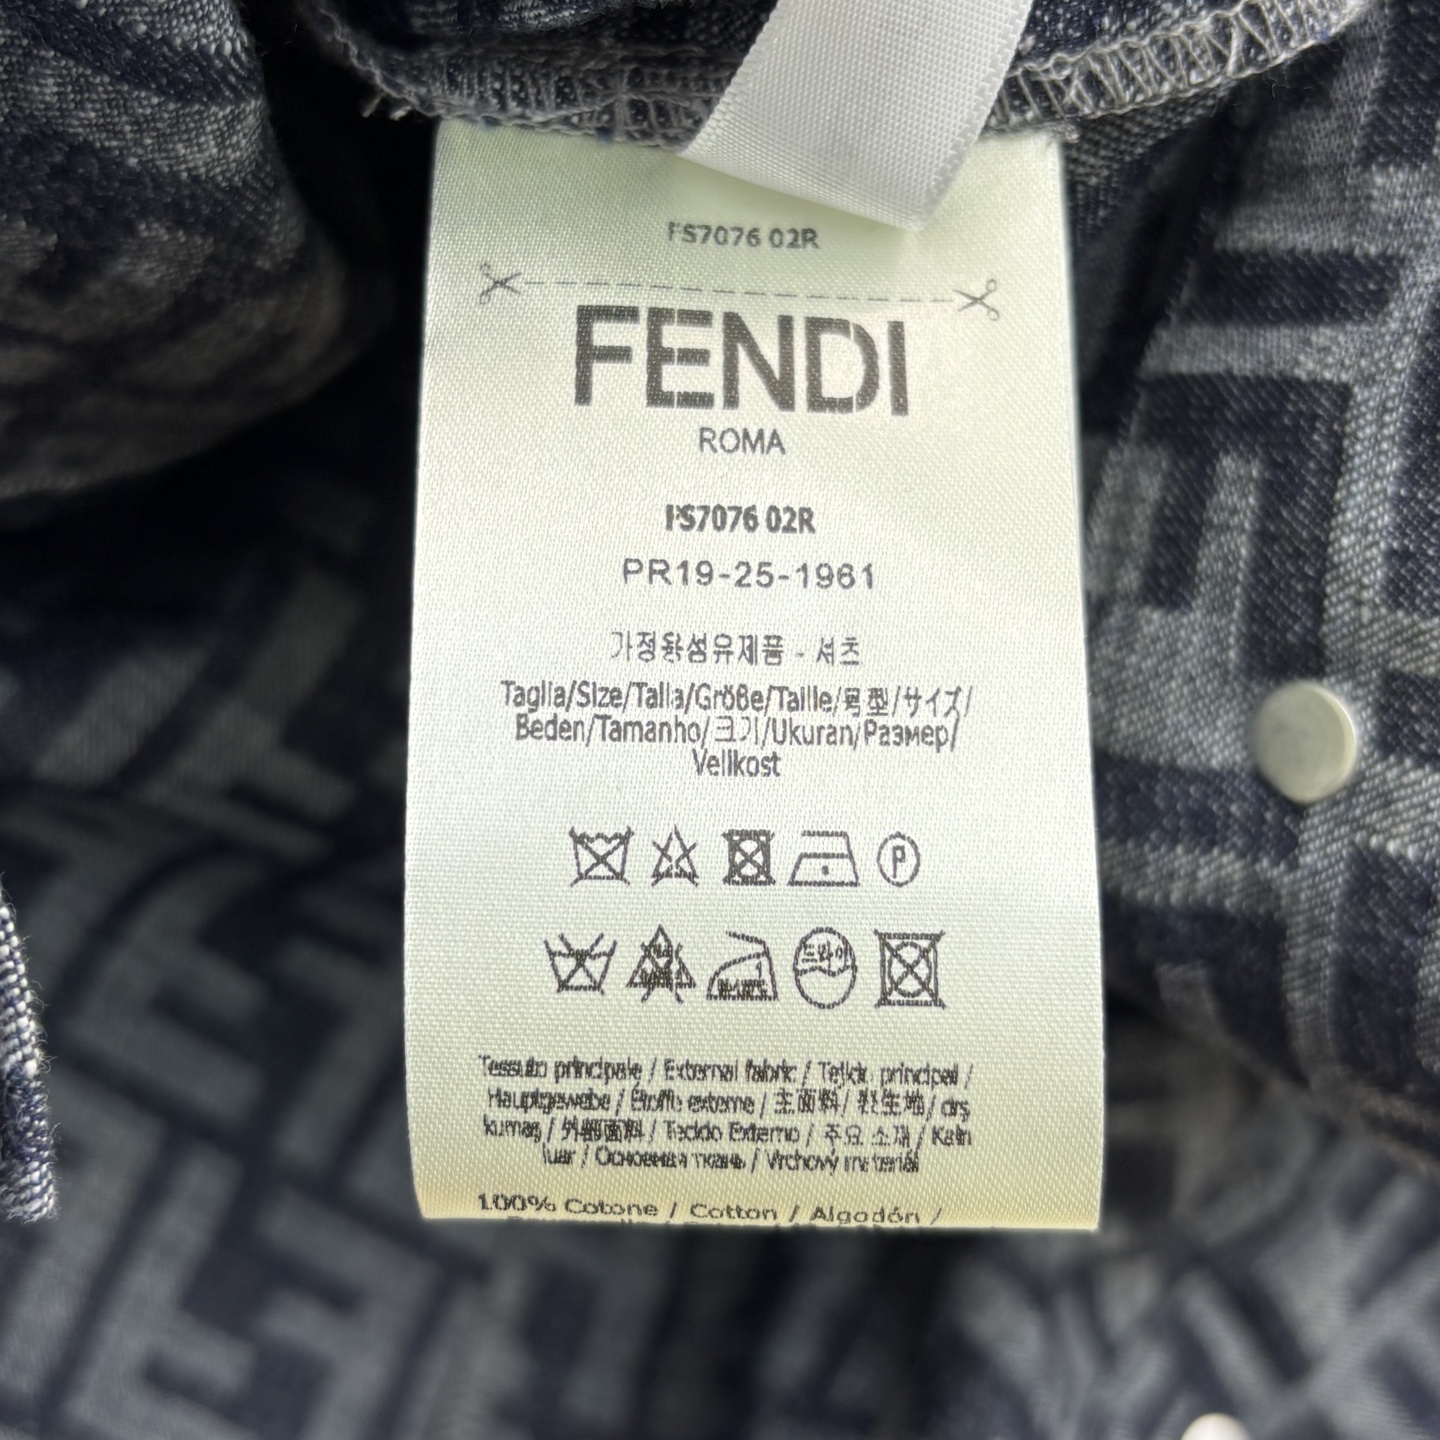 FS7076 02R
FENDI
ROMA
FS7076 02R
PR19-25-1961
가정용섬유제품 - 셔츠
Taglia/Size/Talla/Größe/Taille/号型/サイズ/
Beden/Tamanho/크기/Ukuran/Размер/
Velikost
P
드라이
Tessuto principale / External fabric / Tejido principal /
Hauptgewebe / Étoffe externe / 主面料/ 表生地/ dış
kumaş / 外部面料 / Tecido Externo / 주요 소재 / Kain
luar / Основная ткань / Vrchový materiál
100% Cotone / Cotton / Algodón /